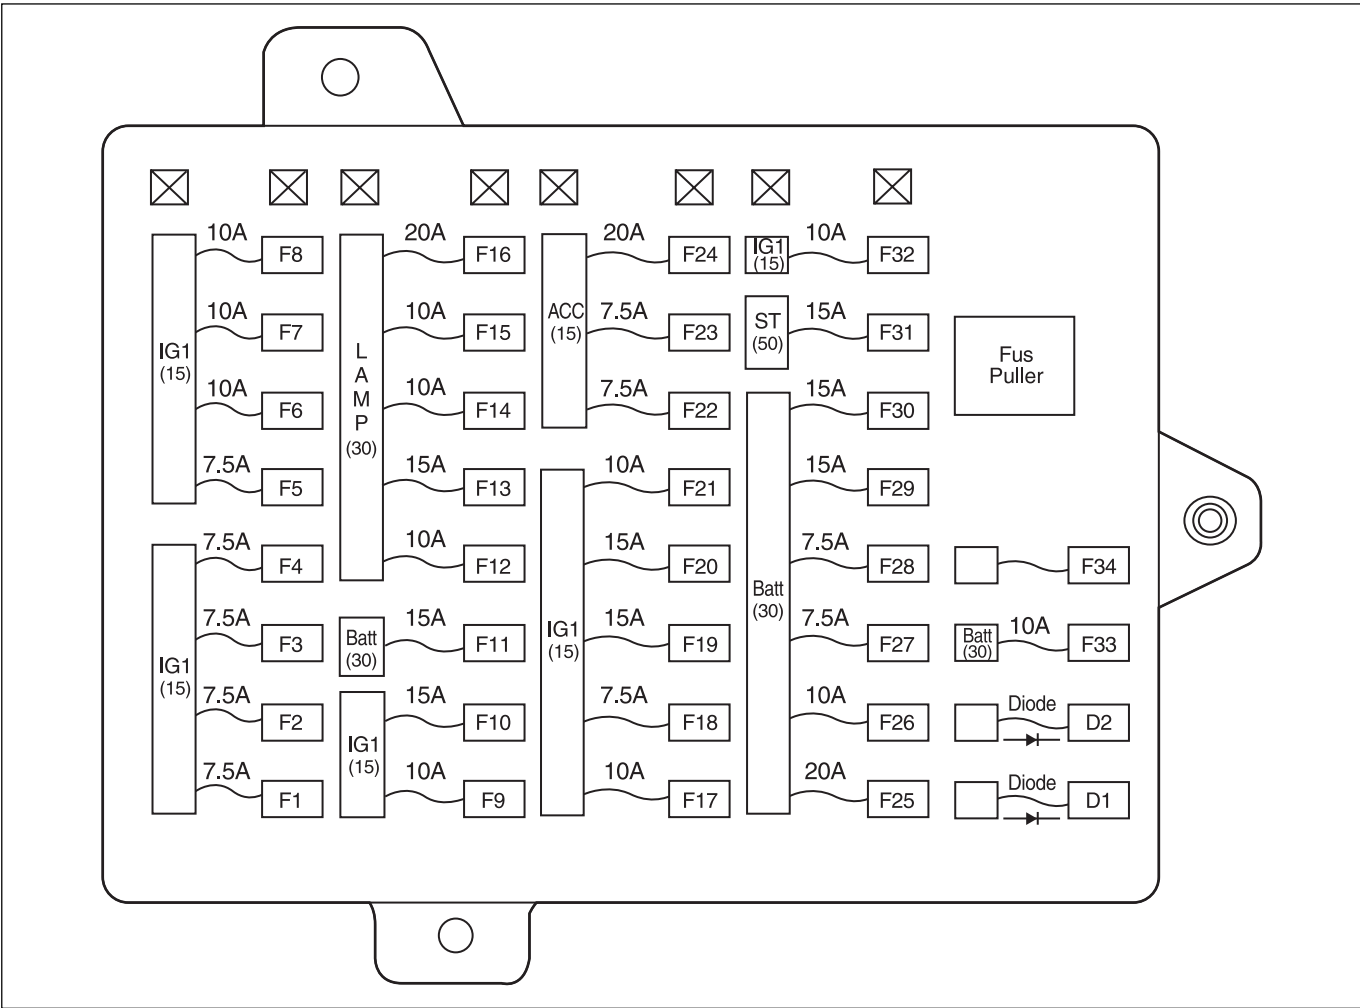 10A F8 20A F16 20A F24 IG1 10A F32
(15)
10A F7 10A F15 ACC 7.5A F23 ST 15A F31
(15) (50)
IG1
(15)
L
A
M
P
(30)
Fus
Puller
10A F6 10A F14 7.5A F22 15A F30
7.5A F5 15A F13 10A F21 15A F29
7.5A F4 10A F12 15A F20 7.5A F28 F34
Batt
(30)
7.5A F3 Batt 15A F11 IG1 15A F19 7.5A F27 Batt 10A F33
(30) (15) (30)
IG1
(15)
7.5A F2 15A F10 7.5A F18 10A F26 Diode D2
IG1
(15)
7.5A F1 10A F9 10A F17 20A F25 Diode D1